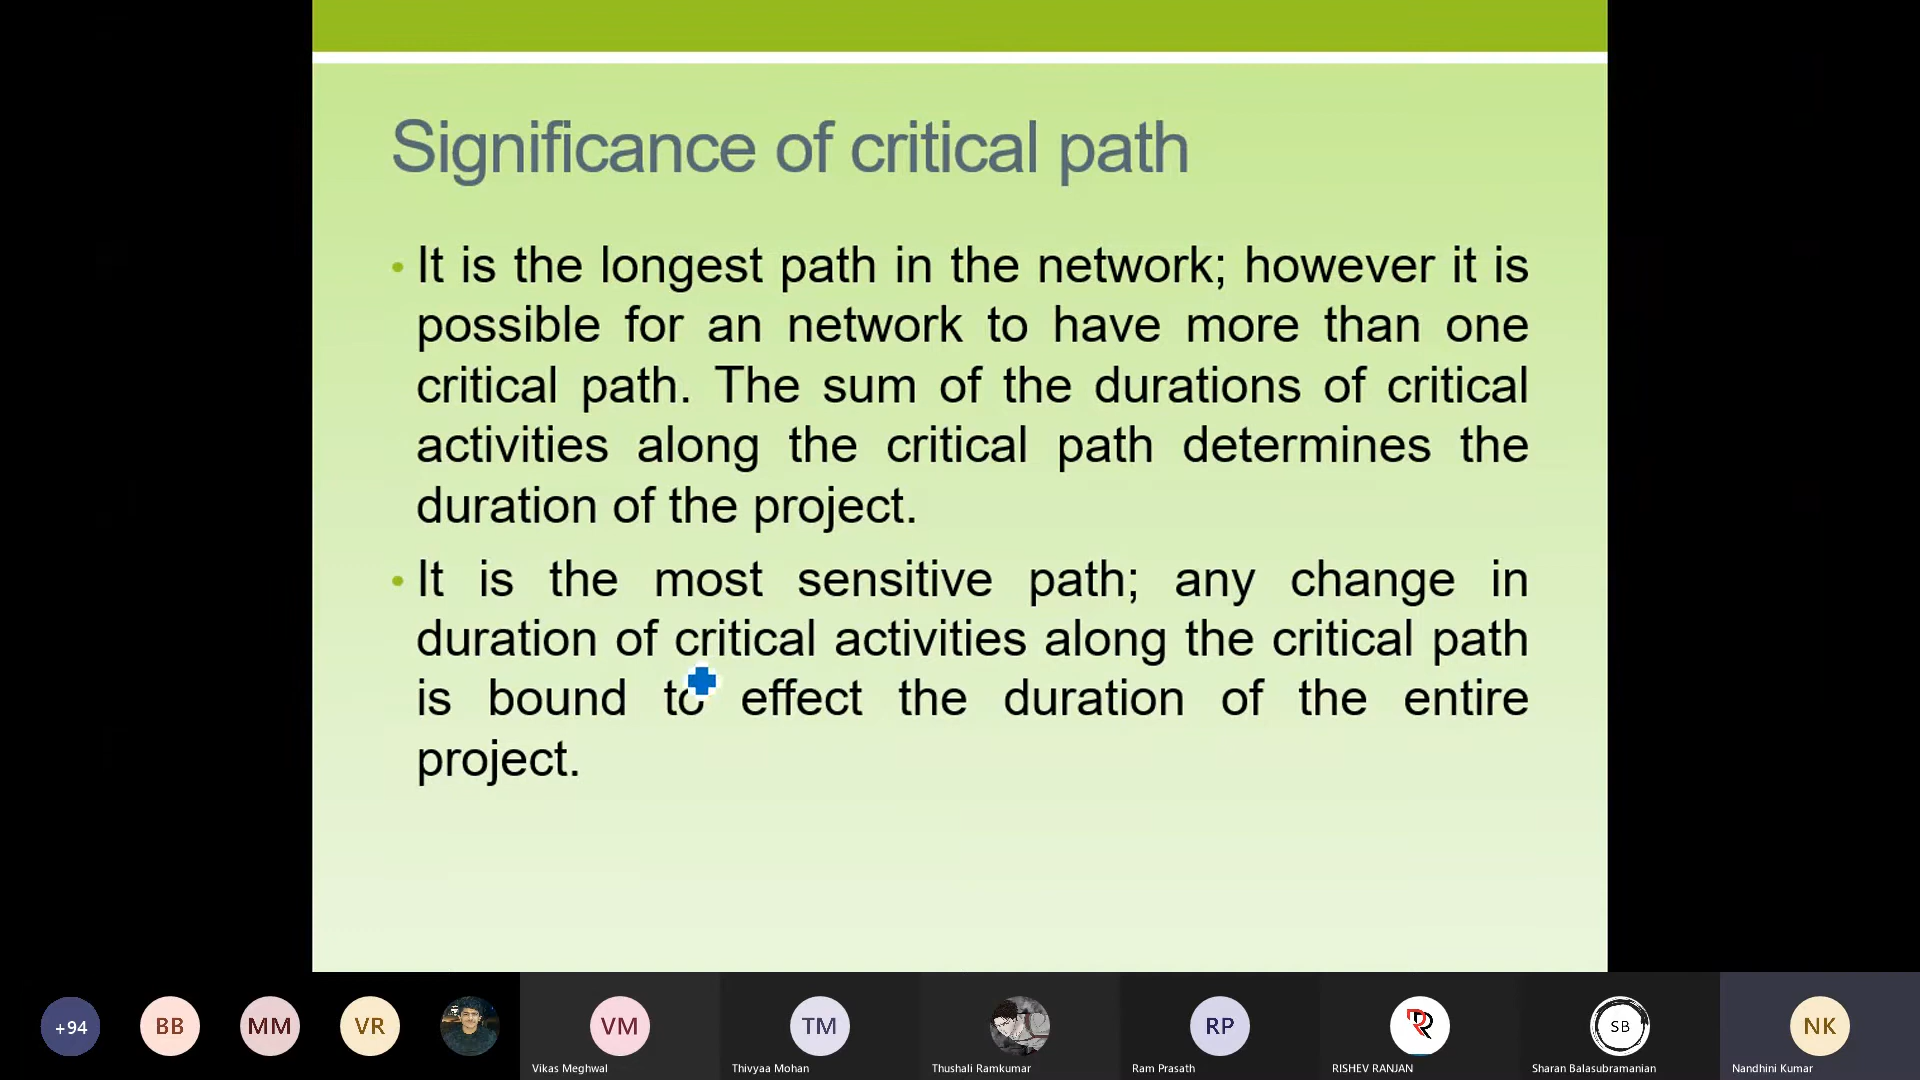 Significance of critical path
• It is the longest path in the network; however it is
possible for an network to have more than one
critical path. The sum of the durations of critical
activities along the critical path determines the
duration of the project.
• It is the most sensitive path; any change in
duration of critical activities along the critical path
is bound to effect the duration of the entire
project.
+94
BB
MM
VR
VM
TM
RP
SB
NK
Vikas Meghwal
Thivyaa Mohan
Thushali Ramkumar
Ram Prasath
RISHEV RANJAN
Sharan Balasubramanian
Nandhini Kumar